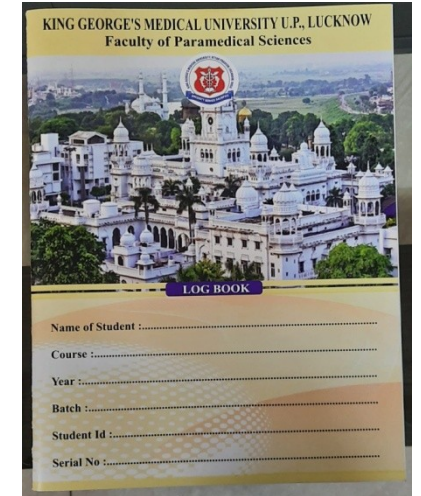 KING GEORGE'S MEDICAL UNIVERSITY U.P., LUCKNOW
Faculty of Paramedical Sciences
LOG BOOK
Name of Student :
Course :
Year :
Batch :
Student Id :
Serial No :